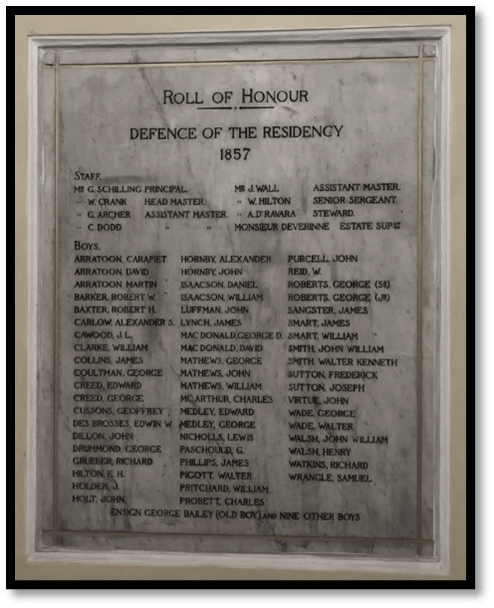 ROLL OF HONOUR
DEFENCE OF THE RESIDENCY
1857
STAFF.
MR G. SCHILLING PRINCIPAL. MR J. WALL ASSISTANT MASTER.
" W. CRANK HEAD MASTER. " W. HILTON SENIOR SERGEANT.
" G. ARCHER ASSISTANT MASTER. " A.D'RAVARA STEWARD.
" C. DODD " " MONSIEUR DEVERINNE ESTATE SUPDT
BOYS.
ARRATOON, CARAPIET HORNBY, ALEXANDER PURCELL, JOHN
ARRATOON, DAVID HORNBY, JOHN REID, W.
ARRATOON, MARTIN ISAACSON, DANIEL ROBERTS, GEORGE (SR)
BARKER, ROBERT W. ISAACSON, WILLIAM ROBERTS, GEORGE (JR)
BAXTER, ROBERT H. LUFFMAN, JOHN SANGSTER, JAMES
CARLOW, ALEXANDER S. LYNCH, JAMES SMART, JAMES
CAWOOD, J.L. MAC DONALD, GEORGE D. SMART, WILLIAM
CLARKE, WILLIAM MAC DONALD, DAVID SMITH, JOHN WILLIAM
COLLINS, JAMES MATHEWS, GEORGE SMITH, WALTER KENNETH
COULTMAN, GEORGE MATHEWS, JOHN SUTTON, FREDERICK
CREED, EDWARD MATHEWS, WILLIAM SUTTON, JOSEPH
CREED, GEORGE MC ARTHUR, CHARLES VIRTUE, JOHN
CUSSONS, GEOFFREY MEDLEY, EDWARD WADE, GEORGE
DES BROSSES, EDWIN W. MEDLEY, GEORGE WADE, WALTER
DILLON, JOHN NICHOLLS, LEWIS WALSH, JOHN WILLIAM
DRUMMOND, GEORGE PASCHOULD, G. WALSH, HENRY
GRUEBER, RICHARD PHILLIPS, JAMES WATKINS, RICHARD
HILTON, E. H. PIGOTT, WALTER WRANGLE, SAMUEL
HOLDEN, J. PRITCHARD, WILLIAM
HOLT, JOHN PROBETT, CHARLES
ENSIGN GEORGE BAILEY (OLD BOY) AND NINE OTHER BOYS